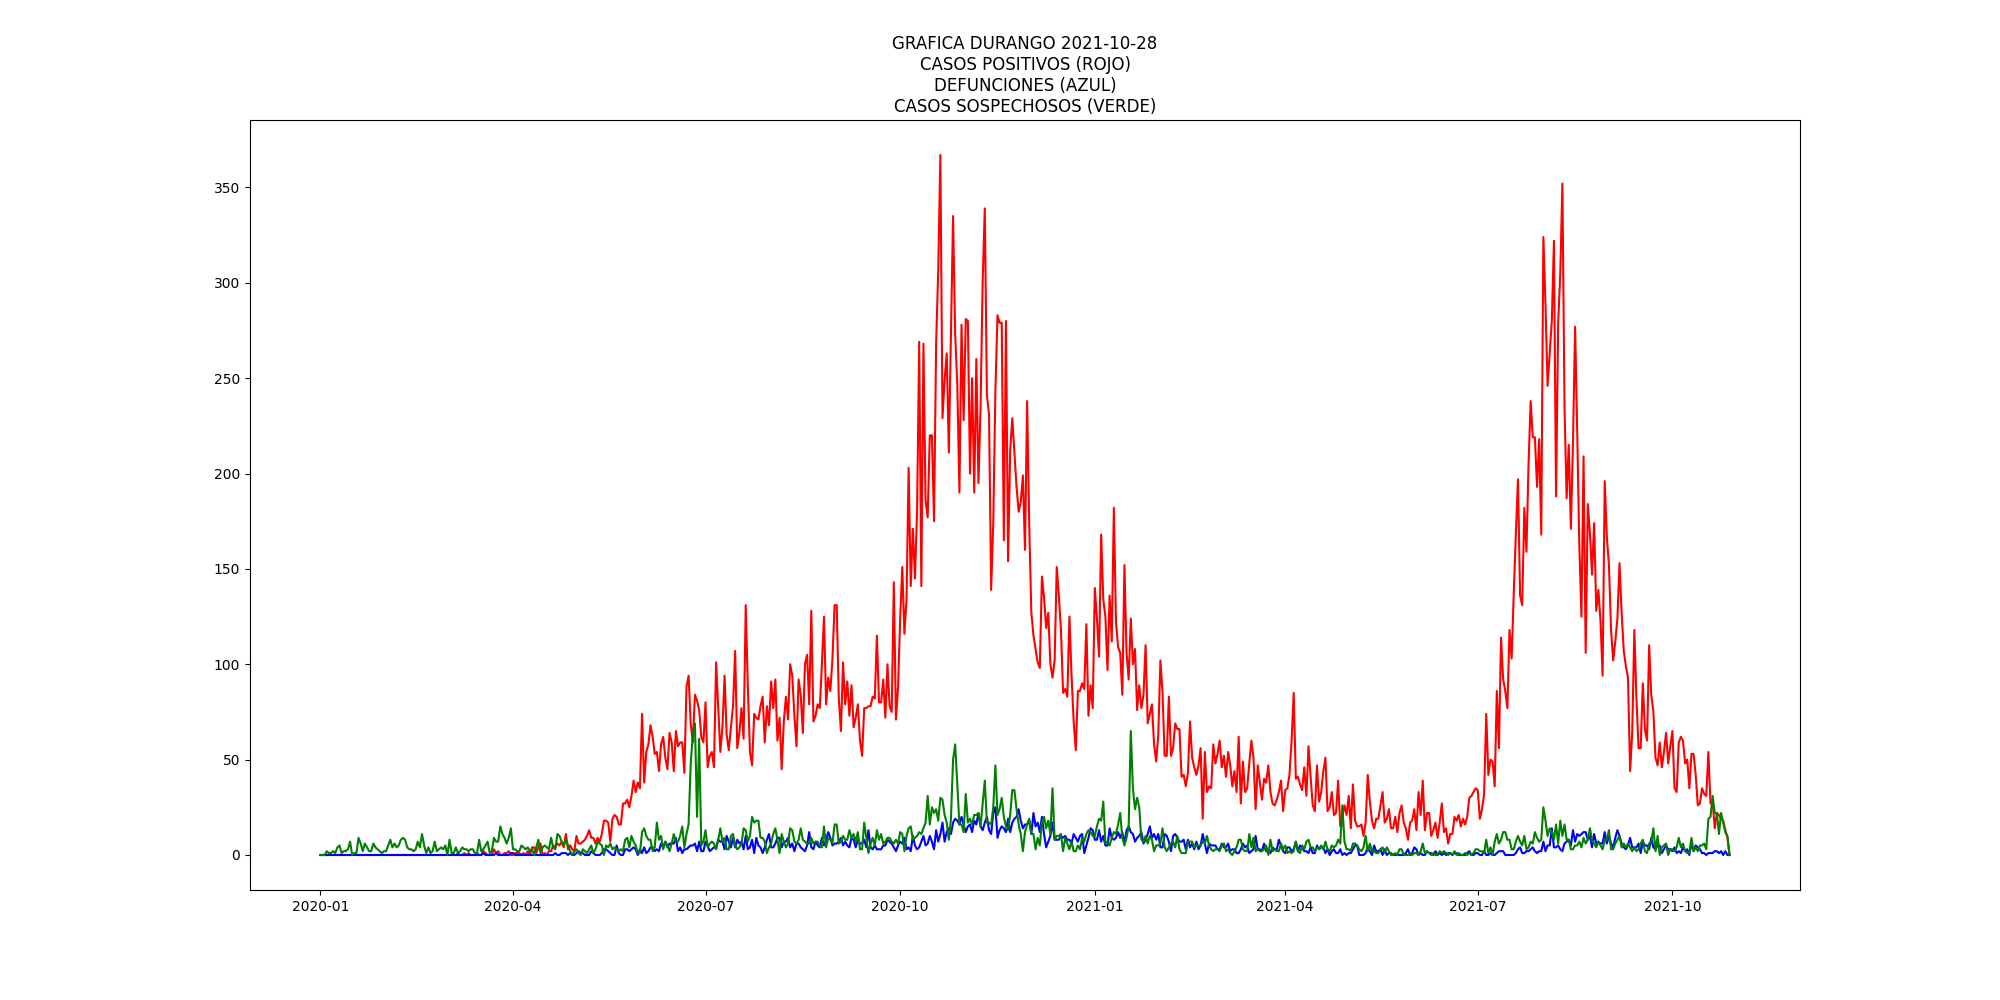 GRAFICA DURANGO 2021-10-28
CASOS POSITIVOS (ROJO)
DEFUNCIONES (AZUL)
CASOS SOSPECHOSOS (VERDE)
350
300
250
200
150
100
50
0
2020-01 2020-04 2020-07 2020-10 2021-01 2021-04 2021-07 2021-10